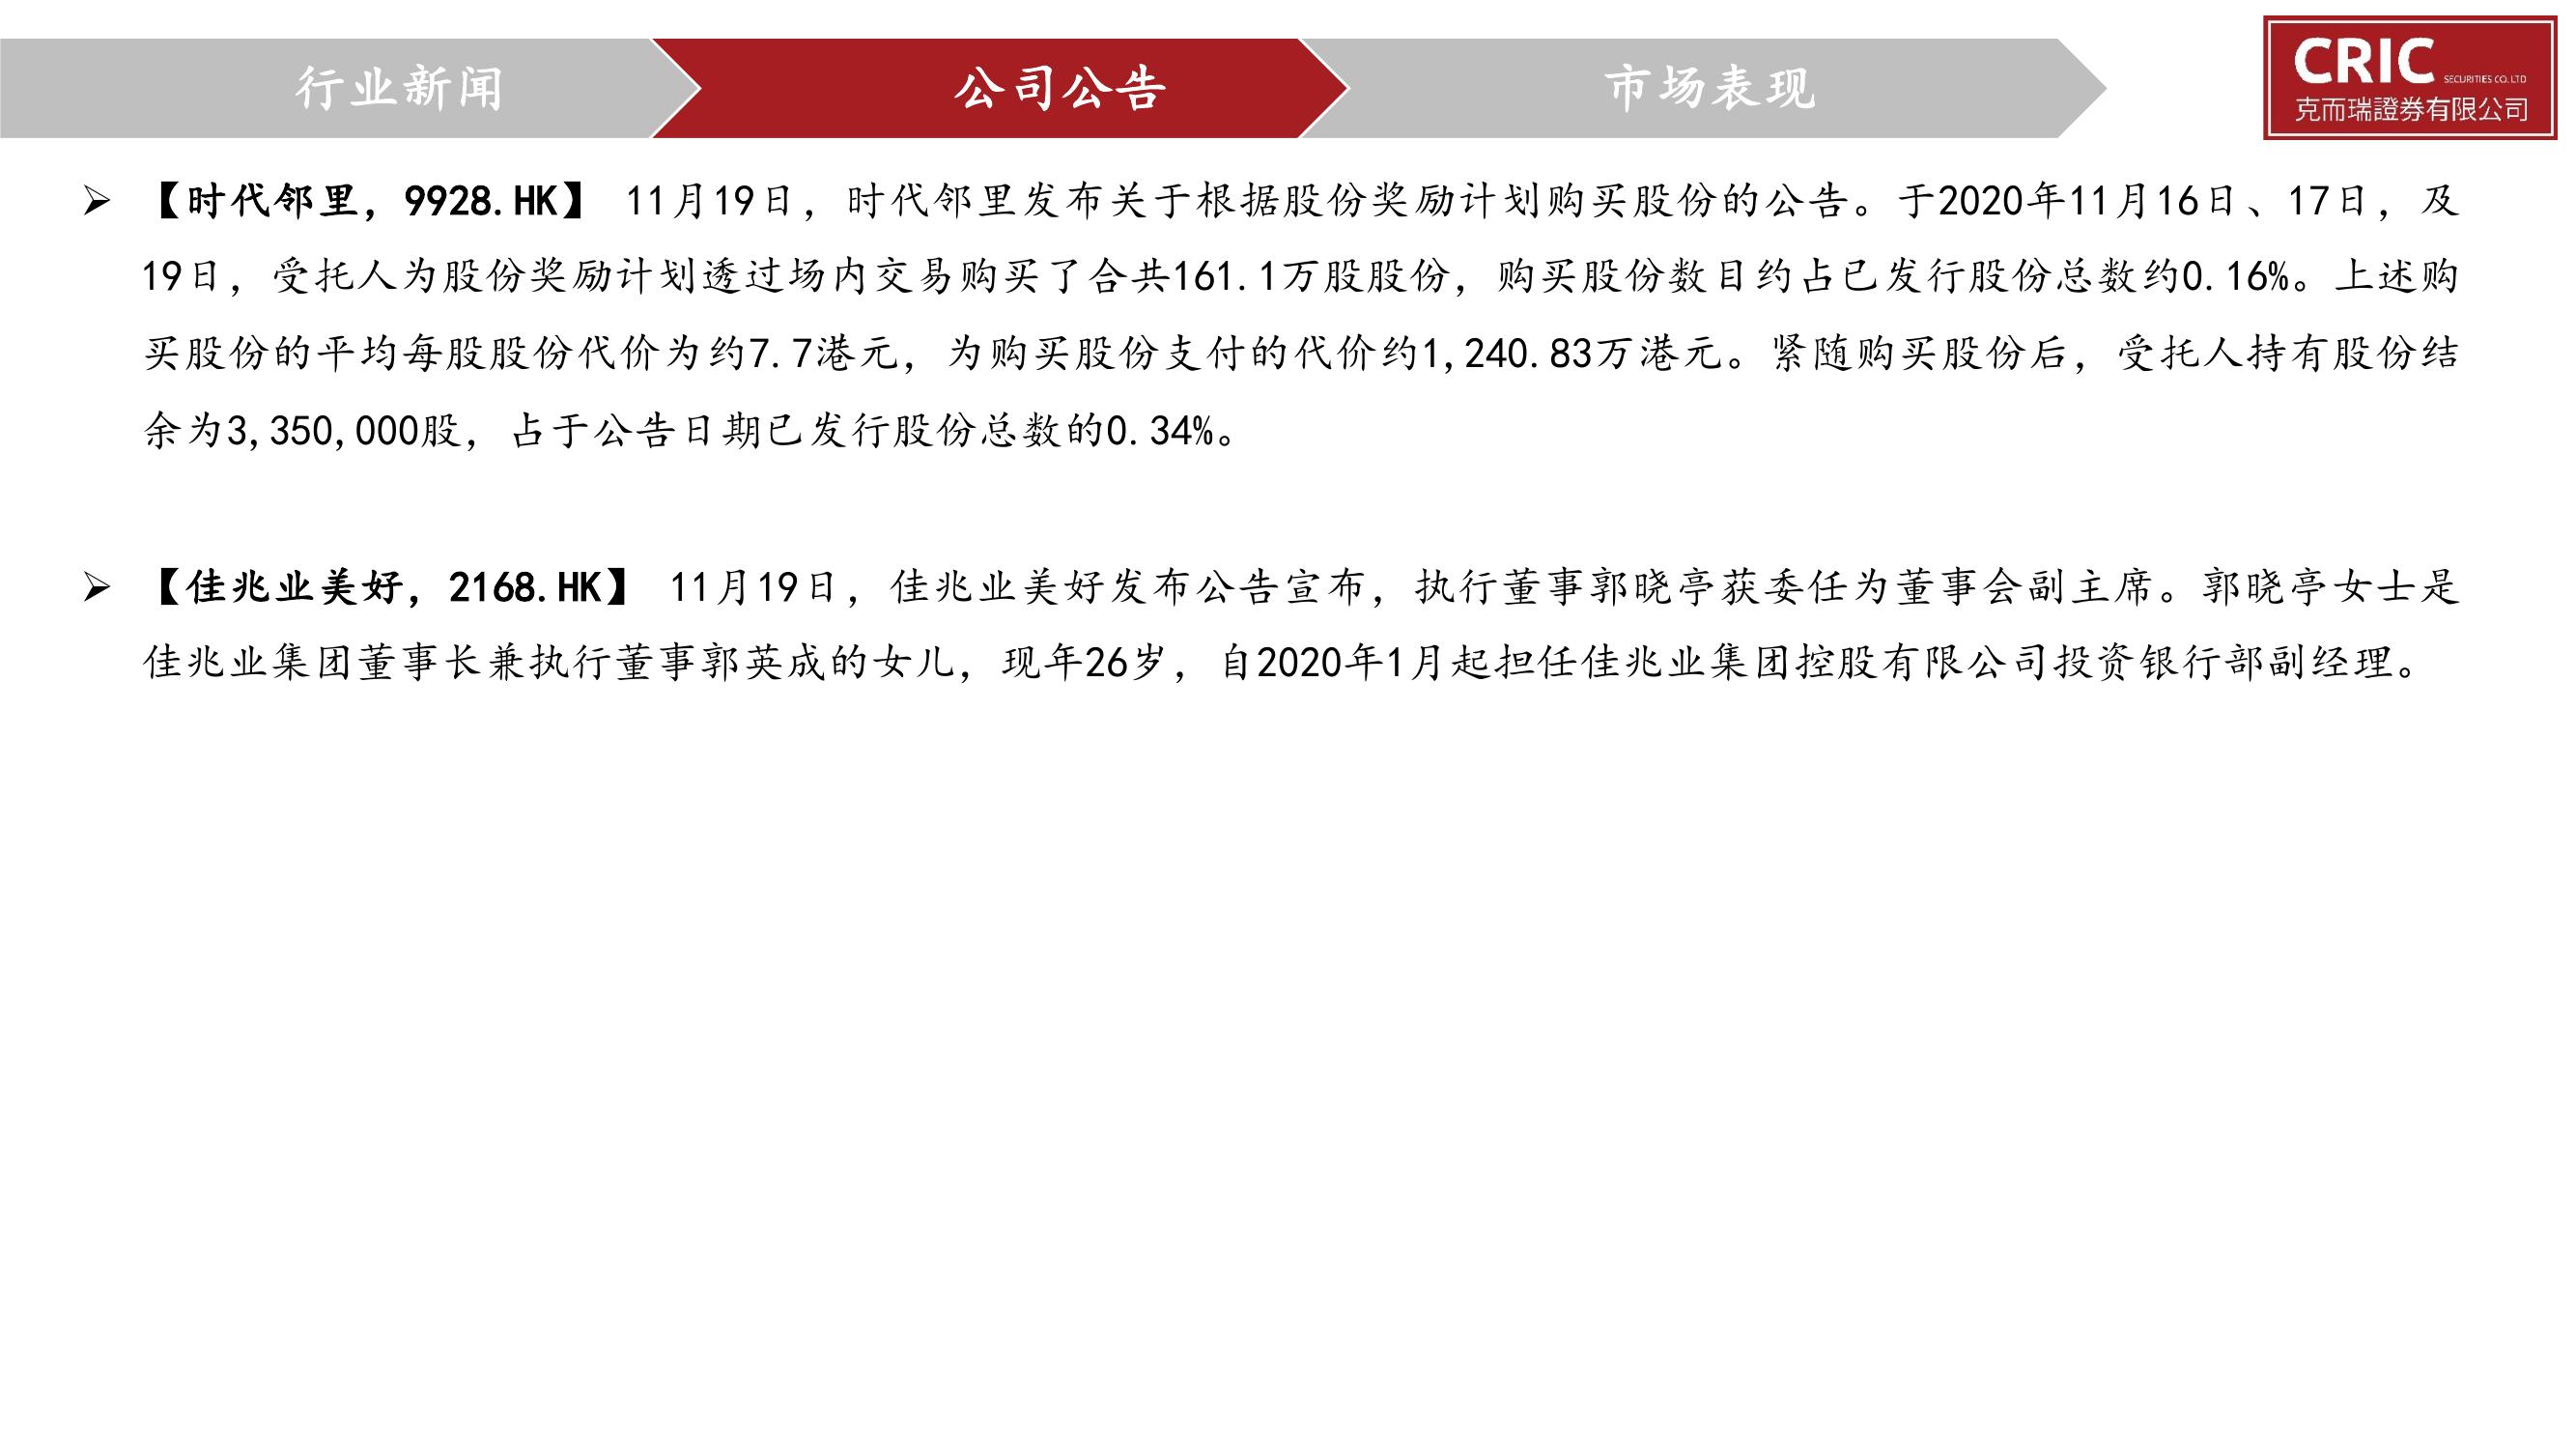 行业新闻
公司公告
市场表现
CRIC SECURITIES CO.LTD
克而瑞證券有限公司
➢ 【时代邻里，9928.HK】 11月19日，时代邻里发布关于根据股份奖励计划购买股份的公告。于2020年11月16日、17日，及
19日，受托人为股份奖励计划透过场内交易购买了合共161.1万股股份，购买股份数目约占已发行股份总数约0.16%。上述购
买股份的平均每股股份代价为约7.7港元，为购买股份支付的代价约1,240.83万港元。紧随购买股份后，受托人持有股份结
余为3,350,000股，占于公告日期已发行股份总数的0.34%。
➢ 【佳兆业美好，2168.HK】 11月19日，佳兆业美好发布公告宣布，执行董事郭晓亭获委任为董事会副主席。郭晓亭女士是
佳兆业集团董事长兼执行董事郭英成的女儿，现年26岁，自2020年1月起担任佳兆业集团控股有限公司投资银行部副经理。